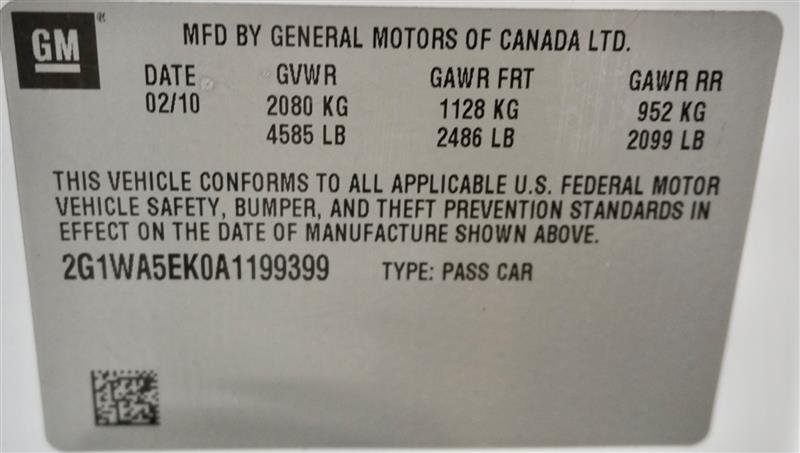 GM
MFD BY GENERAL MOTORS OF CANADA LTD.
DATE GVWR GAWR FRT GAWR RR
02/10 2080 KG 1128 KG 952 KG
4585 LB 2486 LB 2099 LB
THIS VEHICLE CONFORMS TO ALL APPLICABLE U.S. FEDERAL MOTOR
VEHICLE SAFETY, BUMPER, AND THEFT PREVENTION STANDARDS IN
EFFECT ON THE DATE OF MANUFACTURE SHOWN ABOVE.
2G1WA5EK0A1199399 TYPE: PASS CAR